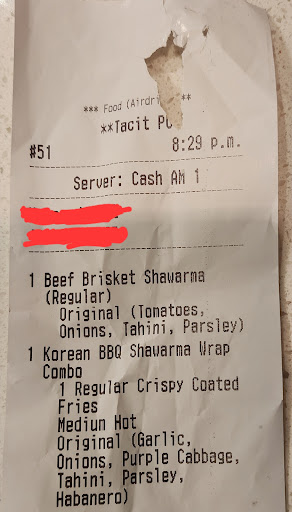 *** Food (Airdri **
**Tacit
#51 8:29 p.m.
Server: Cash AM 1
1 Beef Brisket Shawarma
(Regular)
Original (Tomatoes,
Onions, Tahini, Parsley)
1 Korean BBQ Shawarma Wrap
Combo
1 Regular Crispy Coated
Fries
Medium Hot
Original (Garlic,
Onions, Purple Cabbage,
Tahini, Parsley,
Habanero)